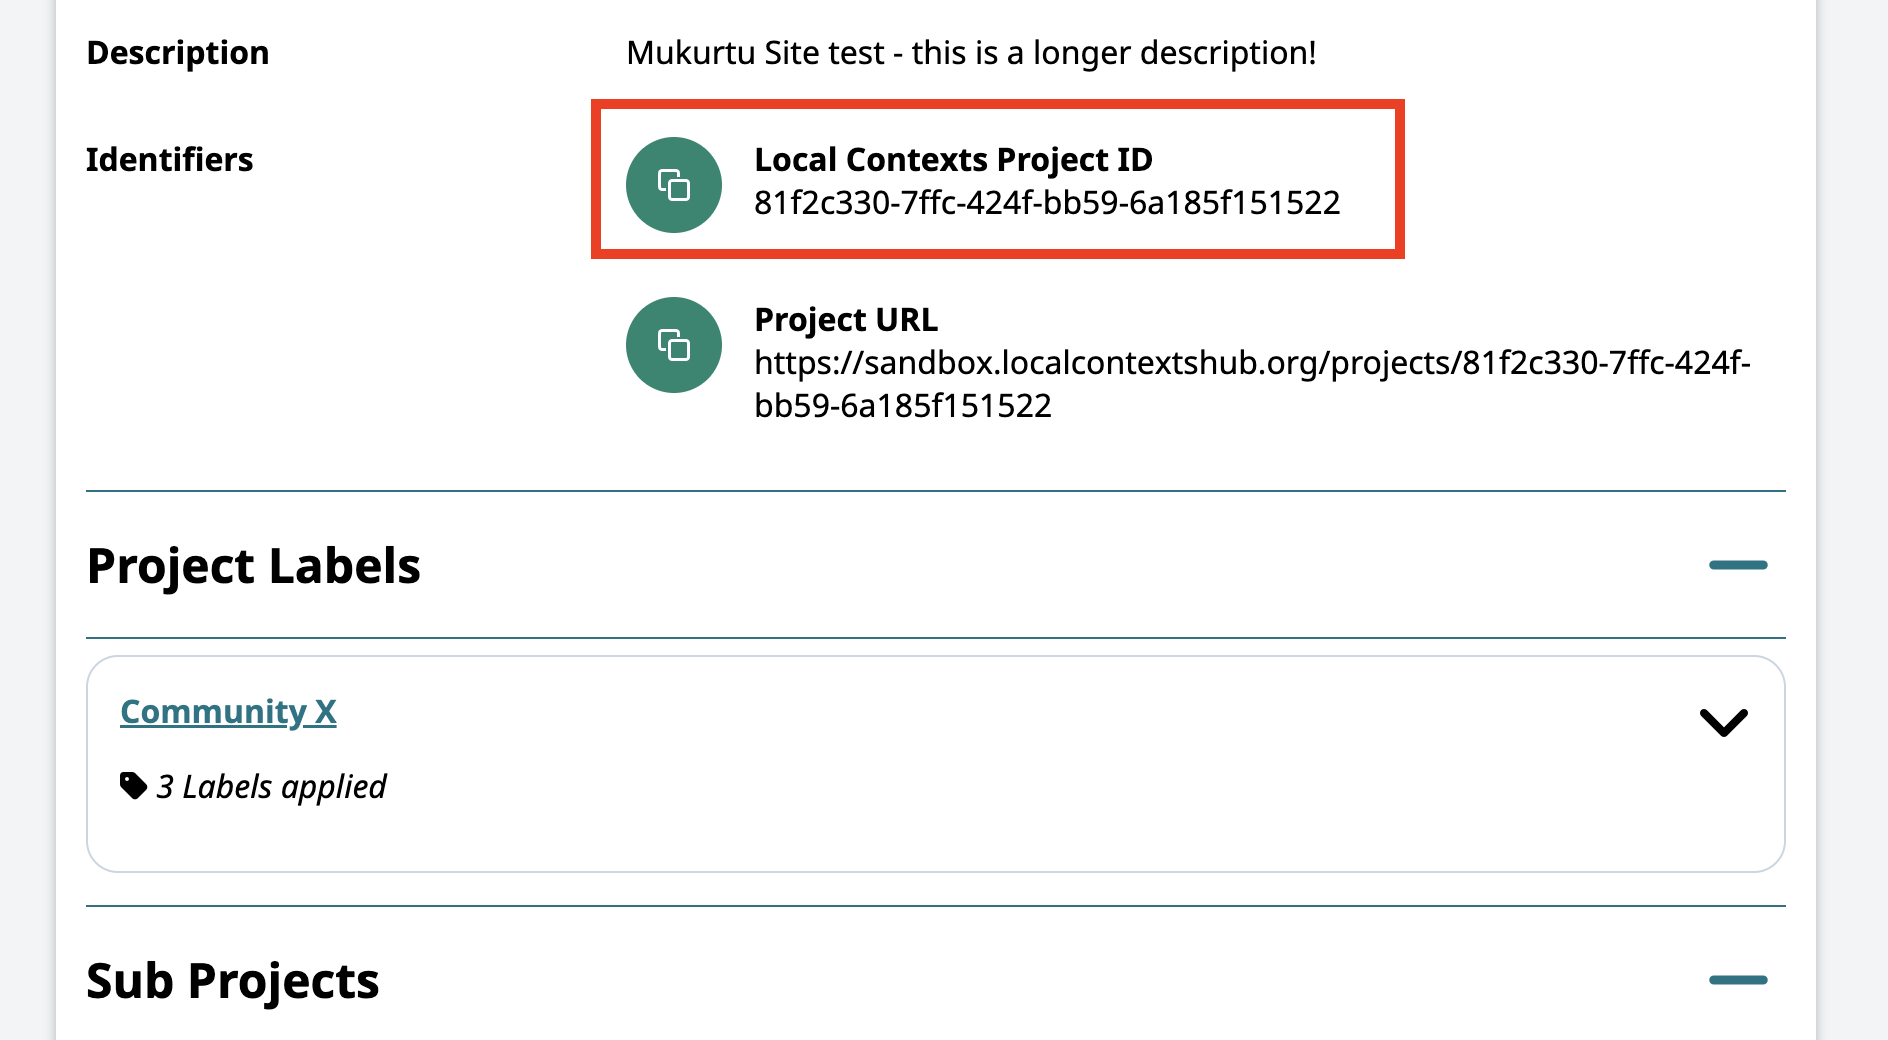 Description
Mukurtu Site test - this is a longer description!
Identifiers
Local Contexts Project ID
81f2c330-7ffc-424f-bb59-6a185f151522
Project URL
https://sandbox.localcontextshub.org/projects/81f2c330-7ffc-424f-
bb59-6a185f151522
Project Labels
Community X
3 Labels applied
Sub Projects